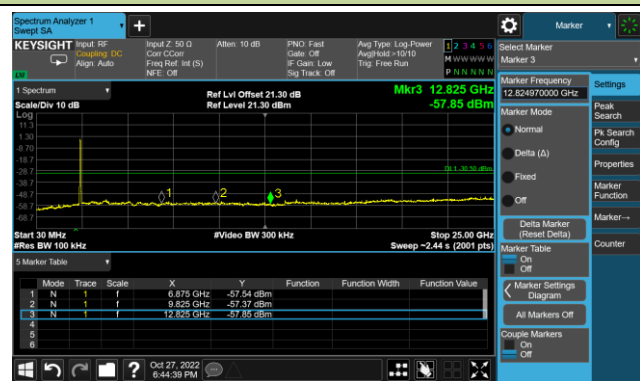 Spectrum Analyzer 1
Swept SA
+
Marker
KEYSIGHT
Input: RF
Coupling: DC
Align: Auto
Input Z: 50 Ω
Corr CCorr
Freq Ref: Int (S)
NFE: Off
Atten: 10 dB
PNO: Fast
Gate: Off
IF Gain: Low
Sig Track: Off
Avg Type: Log-Power
Avg|Hold:>10/10
Trig: Free Run
1 2 3 4 5 6
M W W W W W
P N N N N N
Select Marker
Marker 3
1 Spectrum
Scale/Div 10 dB
Log
Ref Lvl Offset 21.30 dB
Ref Level 21.30 dBm
Mkr3 12.825 GHz
-57.85 dBm
11.3
1.30
-8.70
-18.7
-28.7
-38.7
-48.7
-58.7
-68.7
1
2
3
Start 30 MHz
#Res BW 100 kHz
#Video BW 300 kHz
Stop 25.00 GHz
Sweep ~2.44 s (2001 pts)
5 Marker Table
Mode Trace Scale X Y Function Function Width Function Value
1 N 1 f 6.875 GHz -57.54 dBm
2 N 1 f 9.825 GHz -57.37 dBm
3 N 1 f 12.825 GHz -57.85 dBm
4
5
6
Marker Frequency
12.824970000 GHz
Marker Mode
Normal
Delta (Δ)
Fixed
Off
Delta Marker
(Reset Delta)
Marker Table
On
Off
Marker Settings
Diagram
All Markers Off
Couple Markers
On
Off
Settings
Peak
Search
Pk Search
Config
Properties
Marker
Function
Marker→
Counter
?
Oct 27, 2022
6:44:39 PM